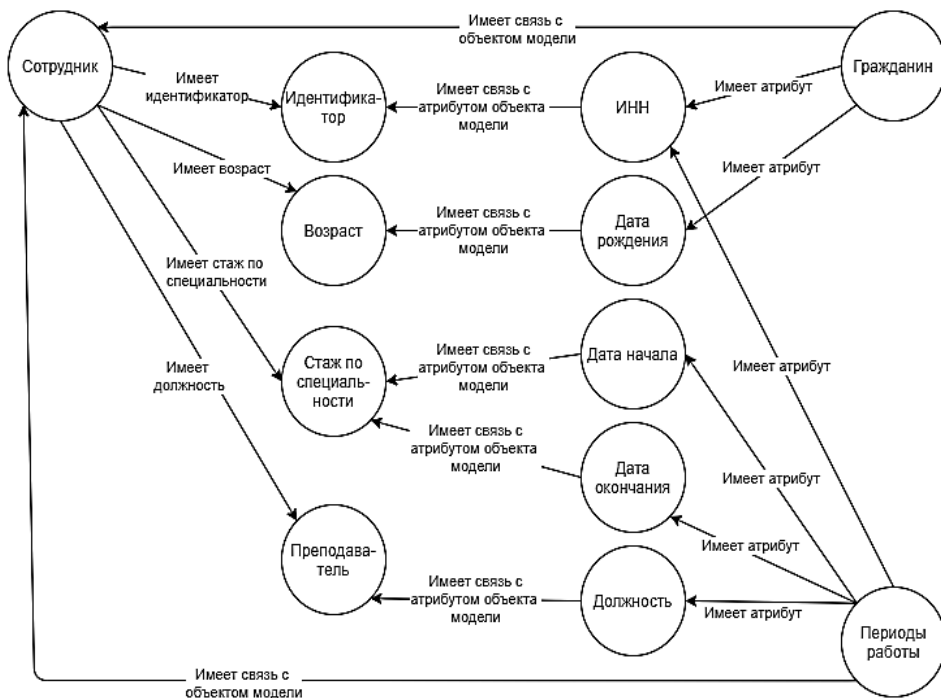 Имеет связь с
объектом модели
Сотрудник
Гражданин
Имеет
идентификатор
Идентифика-
тор
Имеет связь с
атрибутом объекта
модели
ИНН
Имеет атрибут
Имеет возраст
Имеет атрибут
Возраст
Имеет связь с
атрибутом объекта
модели
Дата
рождения
Имеет стаж по
специальности
Стаж по
специаль-
ности
Имеет связь с
атрибутом объекта
модели
Дата начала
Имеет атрибут
Имеет
должность
Имеет связь с
атрибутом объекта
модели
Дата
окончания
Имеет атрибут
Имеет атрибут
Преподава-
тель
Имеет связь с
атрибутом объекта
модели
Должность
Имеет атрибут
Периоды
работы
Имеет связь с
объектом модели